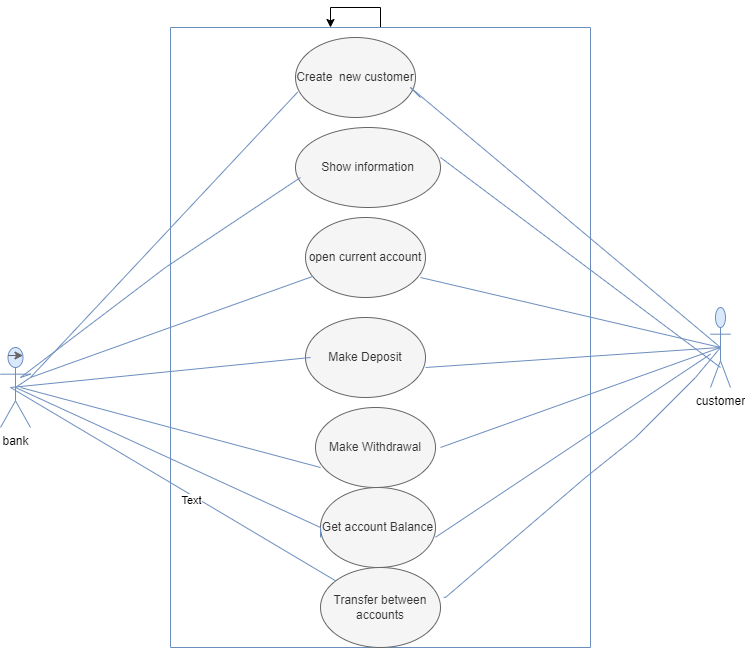 Create new customer
Show information
open current account
Make Deposit
customer
bank
Make Withdrawal
Text
Get account Balance
Transfer between
accounts